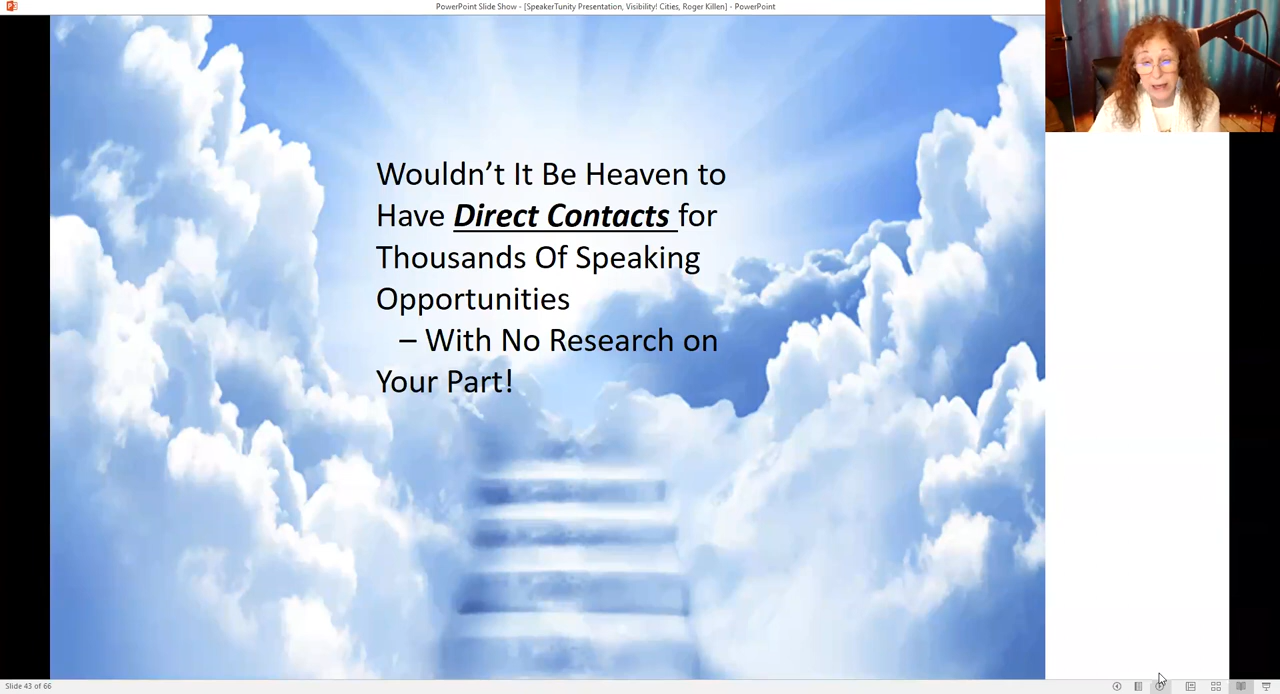 PowerPoint Slide Show - [SpeakerTunity Presentation, Visibility! Cities, Roger Killen] - PowerPoint
Wouldn’t It Be Heaven to
Have Direct Contacts for
Thousands Of Speaking
Opportunities
– With No Research on
Your Part!
Slide 43 of 66